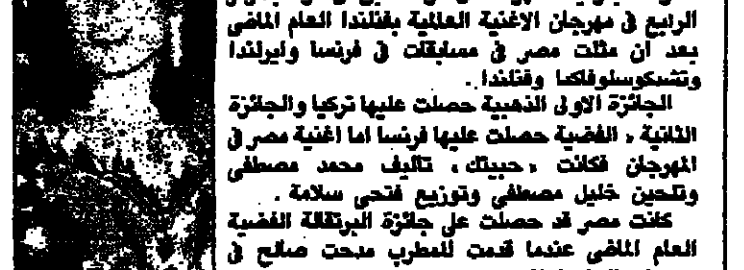 الرابع في مهرجان الاغنية العالمية بفنلندا العام الماضى
بعد ان مثلت مصر في مسابقات في فرنسا وايرلندا
وتشيكوسلوفاكيا وفنلندا .
الجائزة الاولى الذهبية حصلت عليها تركيا والجائزة
الثانية ، الفضية حصلت عليها فرنسا اما اغنية مصر في
المهرجان فكانت « حبيتك » تأليف محمد مصطفى
وتلحين خليل مصطفى وتوزيع فتحى سلامة .
كانت مصر قد حصلت على جائزة البرتقالة الفضية
العام الماضى عندما قدمت للمطرب مدحت صالح في